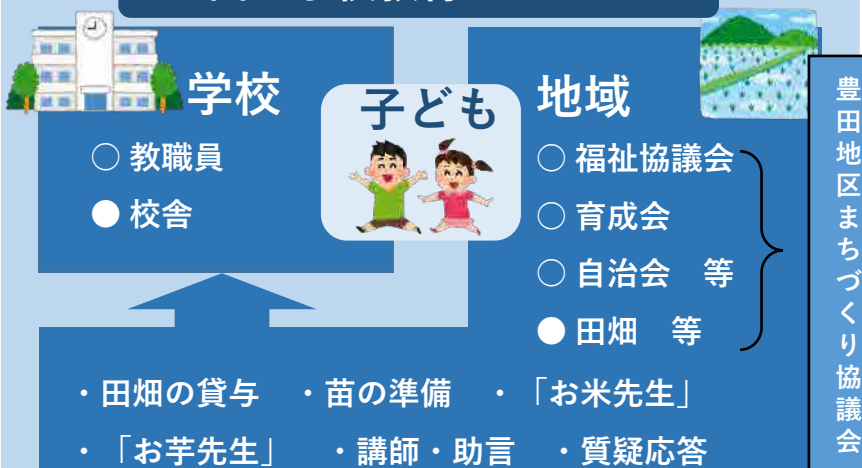 学校
○ 教職員
● 校舎
子ども
地域
○ 福祉協議会
○ 育成会
○ 自治会　等
● 田畑　等
豊田地区まちづくり協議会
・田畑の貸与　・苗の準備　・「お米先生」
・「お芋先生」　・講師・助言　・質疑応答